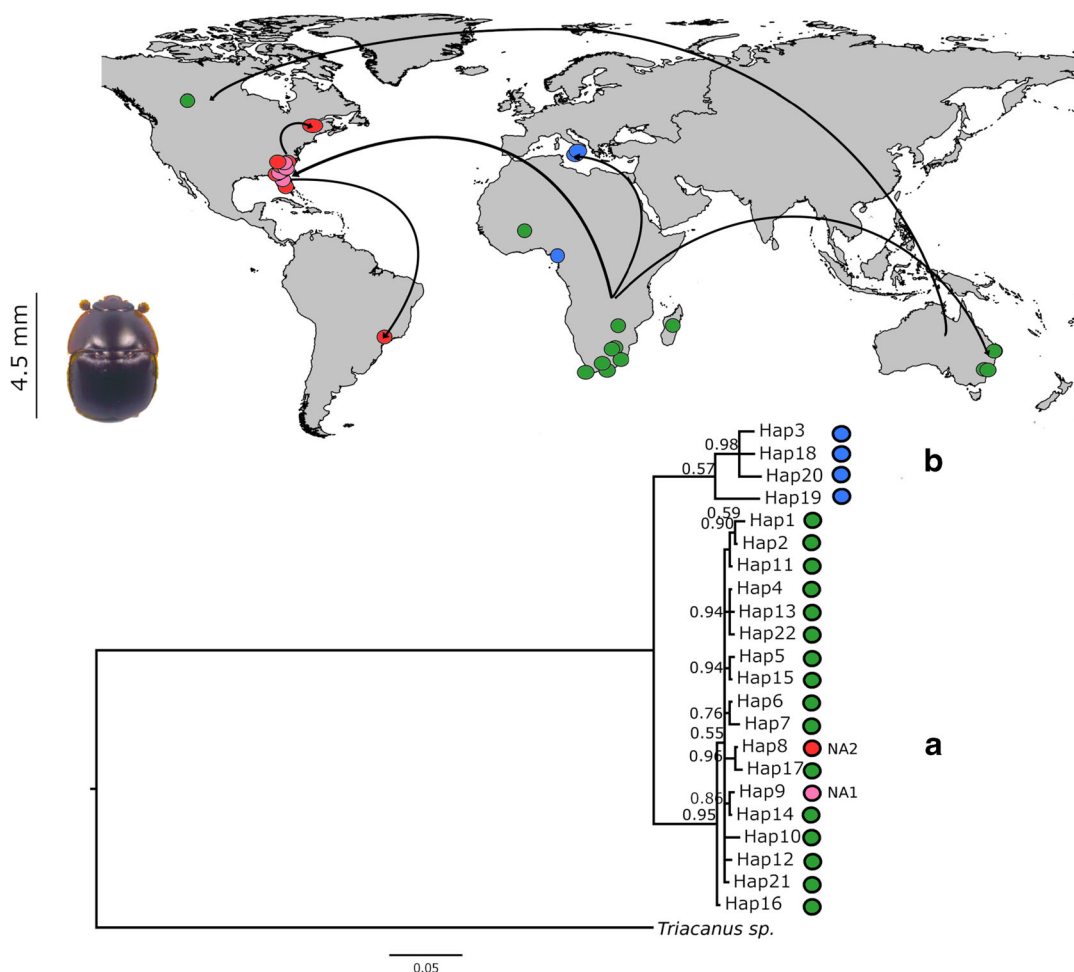 4.5 mm
b
Hap3
0.98
Hap18
0.57
Hap20
Hap19
0.59
Hap1
0.90
Hap2
Hap11
Hap4
0.94
Hap13
Hap22
Hap5
0.94
Hap15
Hap6
0.76
Hap7
0.55
Hap8 NA2
a
0.96
Hap17
Hap9 NA1
0.86
Hap14
0.95
Hap10
Hap12
Hap21
Hap16
Triacanus sp.
0.05